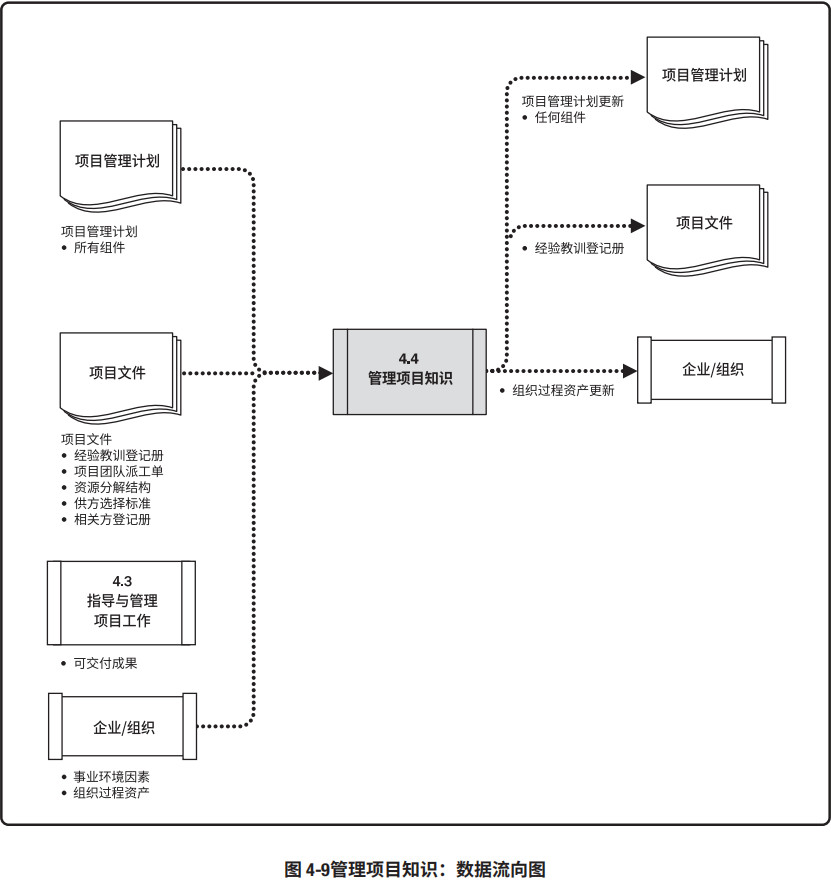 项目管理计划
项目管理计划
• 所有组件
项目文件
项目文件
• 经验教训登记册
• 项目团队派工单
• 资源分解结构
• 供方选择标准
• 相关方登记册
4.3
指导与管理
项目工作
• 可交付成果
企业/组织
• 事业环境因素
• 组织过程资产
4.4
管理项目知识
项目管理计划
项目管理计划更新
• 任何组件
项目文件
• 经验教训登记册
企业/组织
• 组织过程资产更新
图 4-9管理项目知识：数据流向图